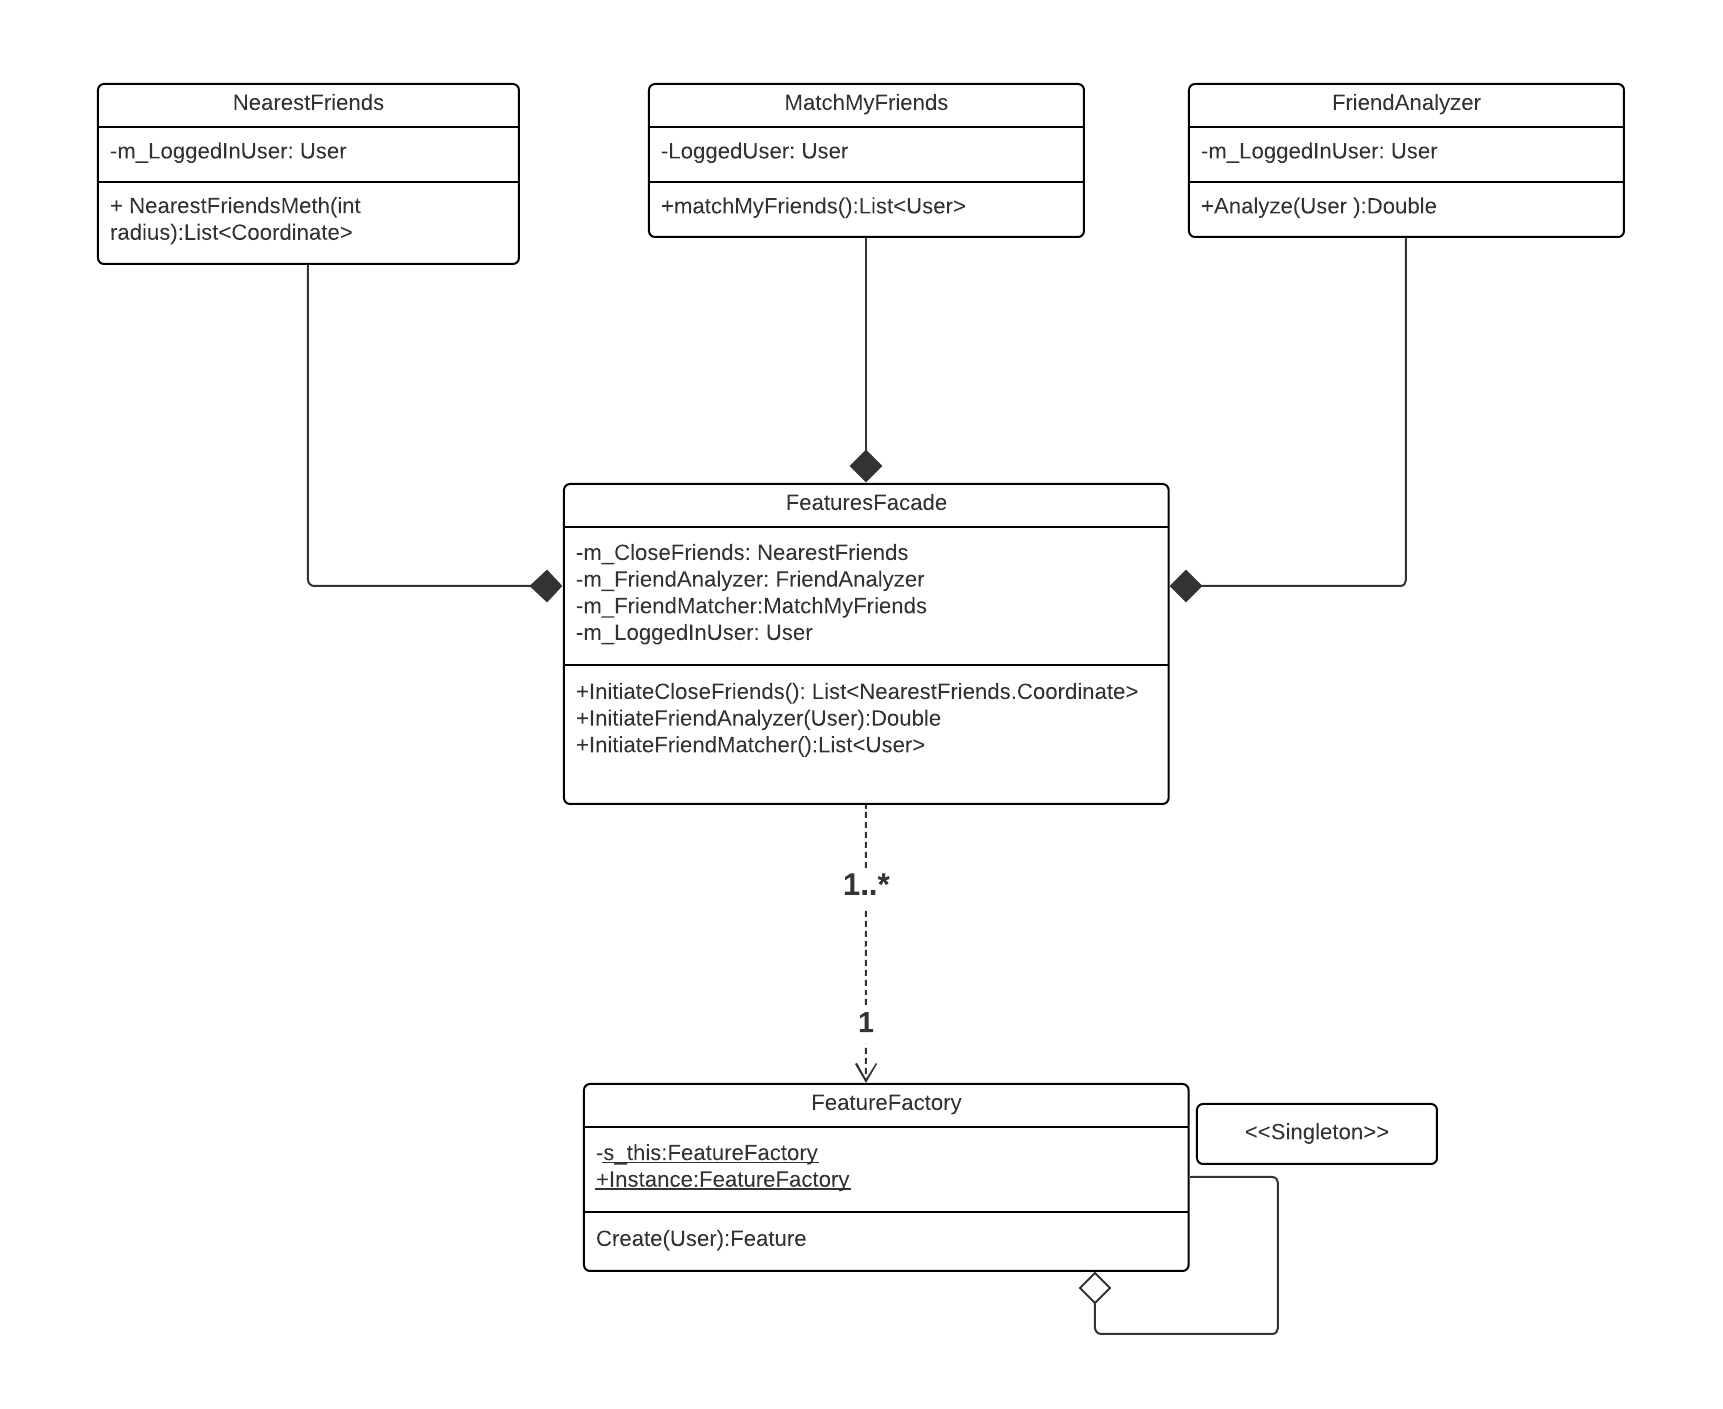 NearestFriends
-m_LoggedInUser: User
+ NearestFriendsMeth(int
radius):List<Coordinate>
MatchMyFriends
-LoggedUser: User
+matchMyFriends():List<User>
FriendAnalyzer
-m_LoggedInUser: User
+Analyze(User ):Double
FeaturesFacade
-m_CloseFriends: NearestFriends
-m_FriendAnalyzer: FriendAnalyzer
-m_FriendMatcher:MatchMyFriends
-m_LoggedInUser: User
+InitiateCloseFriends(): List<NearestFriends.Coordinate>
+InitiateFriendAnalyzer(User):Double
+InitiateFriendMatcher():List<User>
1..*
1
FeatureFactory
-s_this:FeatureFactory
+Instance:FeatureFactory
Create(User):Feature
<<Singleton>>